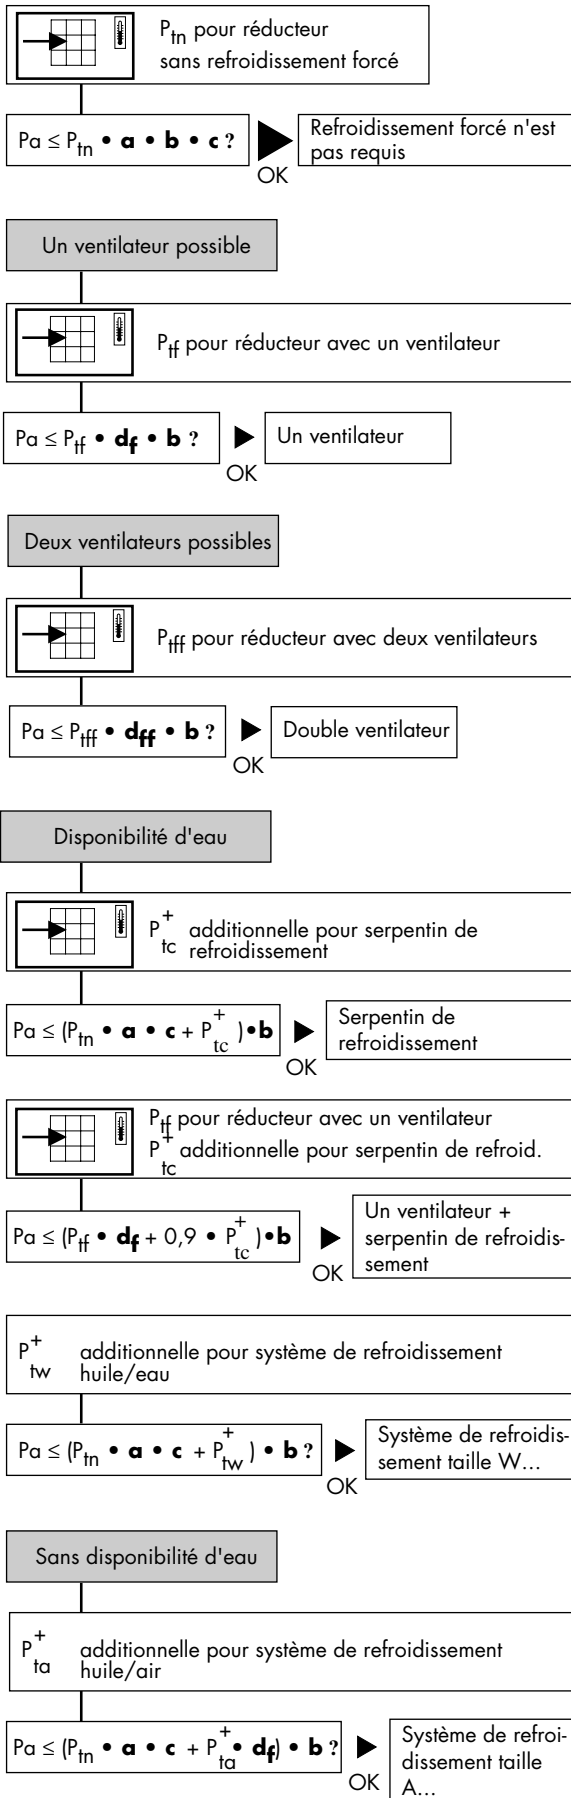 Ptn pour réducteur
sans refroidissement forcé
Pa ≤ Ptn • a • b • c ?
OK
Refroidissement forcé n'est
pas requis
Un ventilateur possible
Ptf pour réducteur avec un ventilateur
Pa ≤ Ptf • df • b ?
OK
Un ventilateur
Deux ventilateurs possibles
Ptff pour réducteur avec deux ventilateurs
Pa ≤ Ptff • dff • b ?
OK
Double ventilateur
Disponibilité d'eau
P+tc additionnelle pour serpentin de
refroidissement
Pa ≤ (Ptn • a • c + P+tc )•b
OK
Serpentin de
refroidissement
Ptf pour réducteur avec un ventilateur
P+tc additionnelle pour serpentin de refroid.
Pa ≤ (Ptf • df + 0,9 • P+tc )•b
OK
Un ventilateur +
serpentin de refroidis-
sement
P+tw additionnelle pour système de refroidissement
huile/eau
Pa ≤ (Ptn • a • c + P+tw ) • b ?
OK
Système de refroidis-
sement taille W...
Sans disponibilité d'eau
P+ta additionnelle pour système de refroidissement
huile/air
Pa ≤ (Ptn • a • c + P+ta • df) • b ?
OK
Système de refroi-
dissement taille
A...